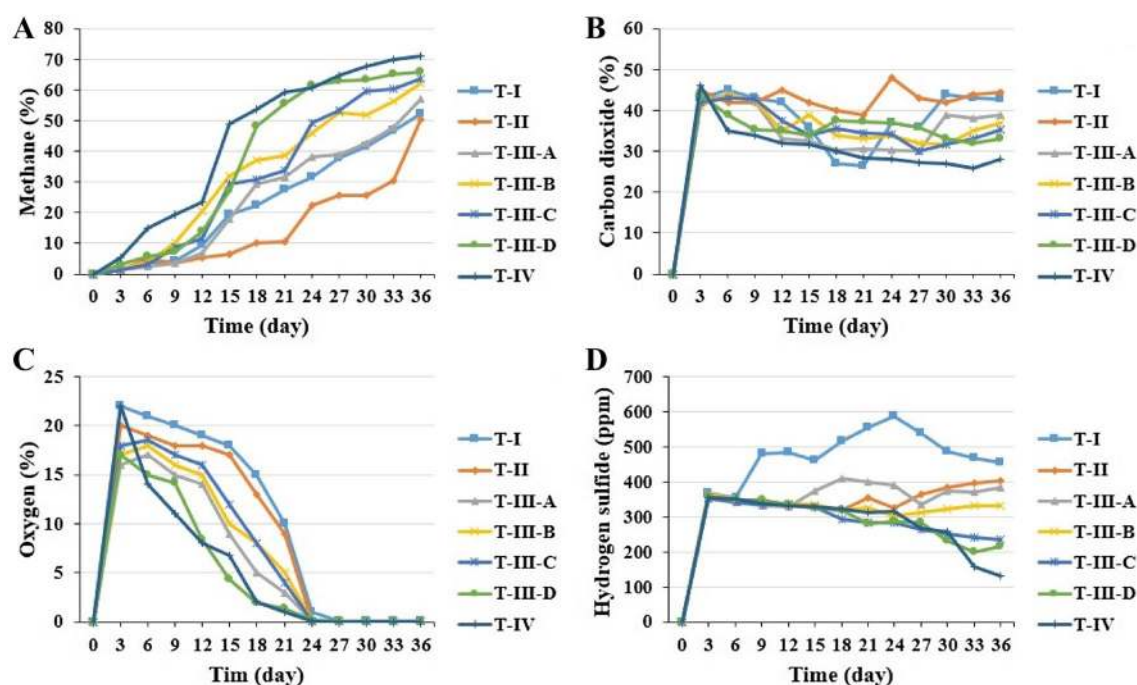 A
Methane (%)
80
70
60
50
40
30
20
10
0
0 3 6 9 12 15 18 21 24 27 30 33 36
Time (day)
T-I
T-II
T-III-A
T-III-B
T-III-C
T-III-D
T-IV
B
Carbon dioxide (%)
60
50
40
30
20
10
0
0 3 6 9 12 15 18 21 24 27 30 33 36
Time (day)
T-I
T-II
T-III-A
T-III-B
T-III-C
T-III-D
T-IV
C
Oxygen (%)
25
20
15
10
5
0
0 3 6 9 12 15 18 21 24 27 30 33 36
Tim (day)
T-I
T-II
T-III-A
T-III-B
T-III-C
T-III-D
T-IV
D
Hydrogen sulfide (ppm)
700
600
500
400
300
200
100
0
0 3 6 9 12 15 18 21 24 27 30 33 36
Time (day)
T-I
T-II
T-III-A
T-III-B
T-III-C
T-III-D
T-IV